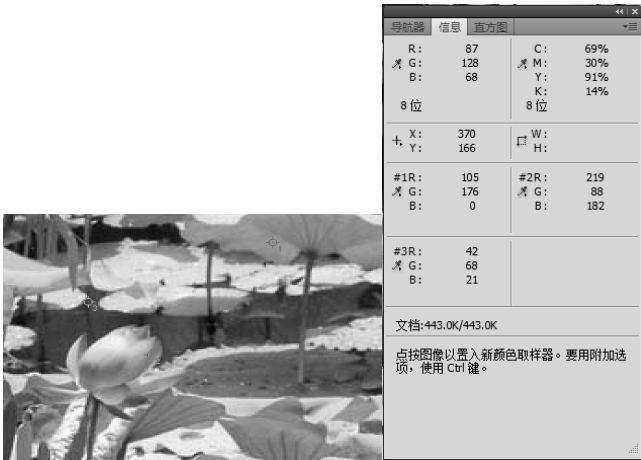 导航器 信息 直方图
R: 87 C: 69%
G: 128 M: 30%
B: 68 Y: 91%
K: 14%
8位 8位
X: 370 W:
Y: 166 H:
#1R: 105 #2R: 219
G: 176 G: 88
B: 0 B: 182
#3R: 42
G: 68
B: 21
文档:443.0K/443.0K
点按图像以置入新颜色取样器。要用附加选
项，使用 Ctrl 键。
1